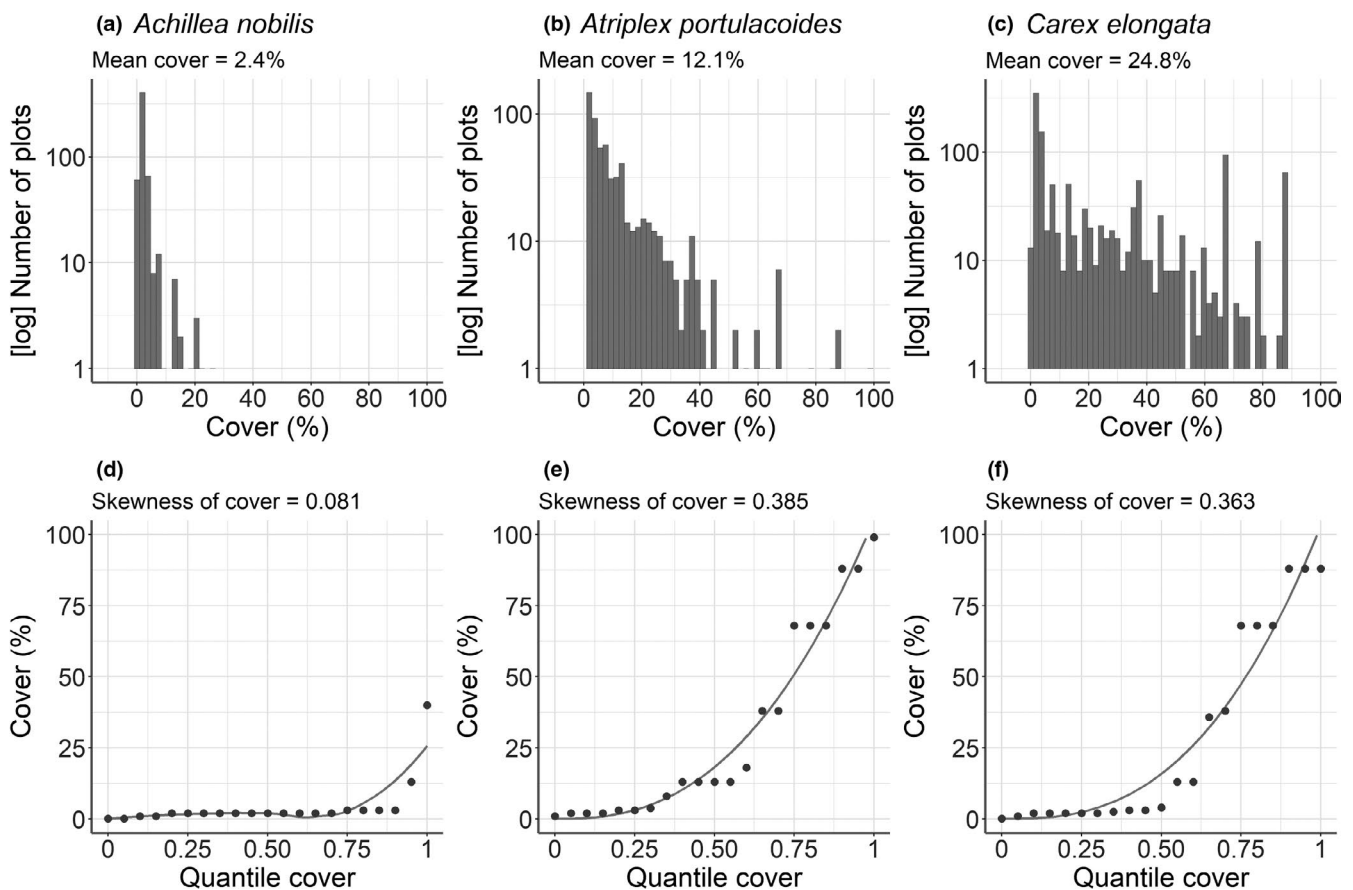 (a) Achillea nobilis
Mean cover = 2.4%
[log] Number of plots
100
10
1
0 20 40 60 80 100
Cover (%)
(b) Atriplex portulacoides
Mean cover = 12.1%
[log] Number of plots
100
10
1
0 20 40 60 80 100
Cover (%)
(c) Carex elongata
Mean cover = 24.8%
[log] Number of plots
100
10
1
0 20 40 60 80 100
Cover (%)
(d)
Skewness of cover = 0.081
Cover (%)
100
75
50
25
0
0 0.25 0.50 0.75 1
Quantile cover
(e)
Skewness of cover = 0.385
Cover (%)
100
75
50
25
0
0 0.25 0.50 0.75 1
Quantile cover
(f)
Skewness of cover = 0.363
Cover (%)
100
75
50
25
0
0 0.25 0.50 0.75 1
Quantile cover